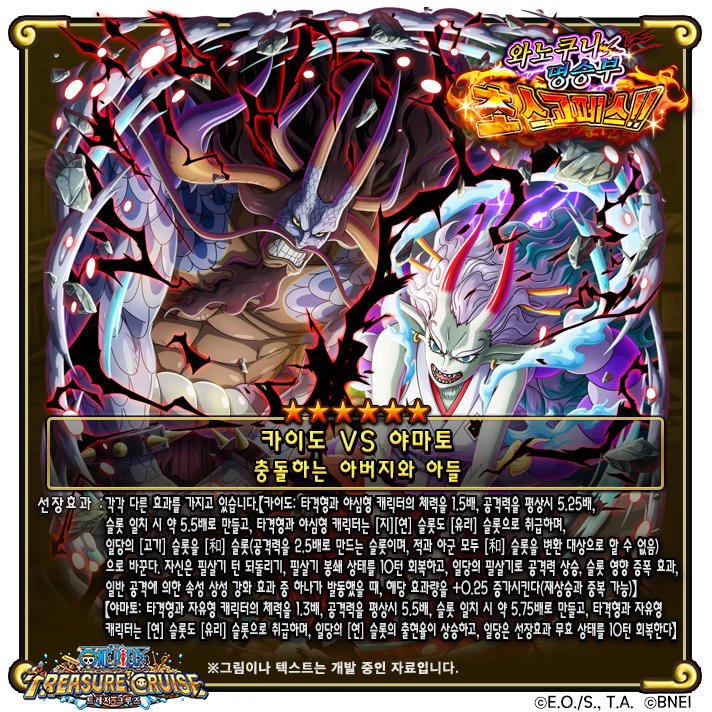 와노쿠니
명승부
초 스고페스!!
카이도 VS 야마토
충돌하는 아버지와 아들
선장효과 : 각각 다른 효과를 가지고 있습니다.【카이도: 타격형과 야심형 캐릭터의 체력을 1.5배, 공격력을 평상시 5.25배,
슬롯 일치 시 약 5.5배로 만들고, 타격형과 야심형 캐릭터는 [지][연] 슬롯도 [유리] 슬롯으로 취급하며,
일당의 [고기] 슬롯을 [和] 슬롯(공격력을 2.5배로 만드는 슬롯이며, 적과 아군 모두 [和] 슬롯을 변환 대상으로 할 수 없음)
으로 바꾼다. 자신은 필살기 턴 되돌리기, 필살기 봉쇄 상태를 10턴 회복하고, 일당의 필살기로 공격력 상승, 슬롯 영향 증폭 효과,
일반 공격에 의한 속성 상성 강화 효과 중 하나가 발동했을 때, 해당 효과량을 +0.25 증가시킨다(재상승과 중복 가능)】
【야마토: 타격형과 자유형 캐릭터의 체력을 1.3배, 공격력을 평상시 5.5배, 슬롯 일치 시 약 5.75배로 만들고, 타격형과 자유형
캐릭터는 [연] 슬롯도 [유리] 슬롯으로 취급하며, 일당의 [연] 슬롯의 출현율이 상승하고, 일당은 선장효과 무효 상태를 10턴 회복한다】
※그림이나 텍스트는 개발 중인 자료입니다.
ONE PIECE
TREASURE CRUISE
트레저 크루즈
©E.O./S., T.A. ©BNEI